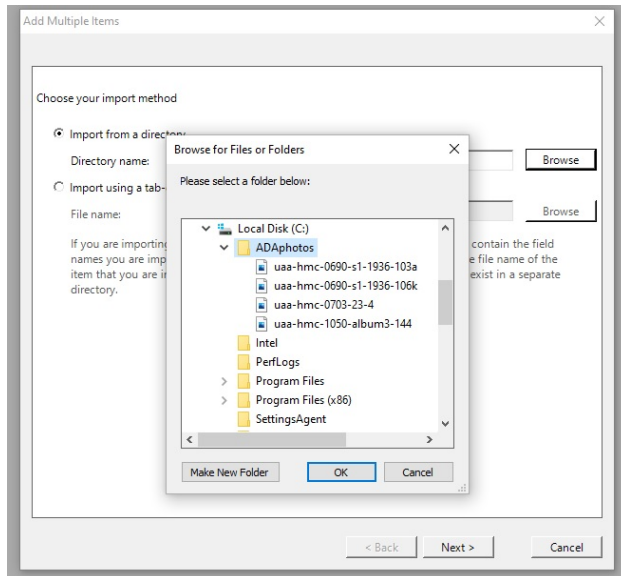 Add Multiple Items
Choose your import method
Import from a directory
Browse for Files or Folders
Directory name:
Browse
Please select a folder below:
Import using a tab-
File name:
Browse
Local Disk (C:)
ADAphotos
uaa-hmc-0690-s1-1936-103a
uaa-hmc-0690-s1-1936-106k
uaa-hmc-0703-23-4
uaa-hmc-1050-album3-144
Intel
PerfLogs
Program Files
Program Files (x86)
SettingsAgent
If you are importing contain the field
names you are imp e file name of the
item that you are i exist in a separate
directory.
Make New Folder OK Cancel
< Back Next > Cancel